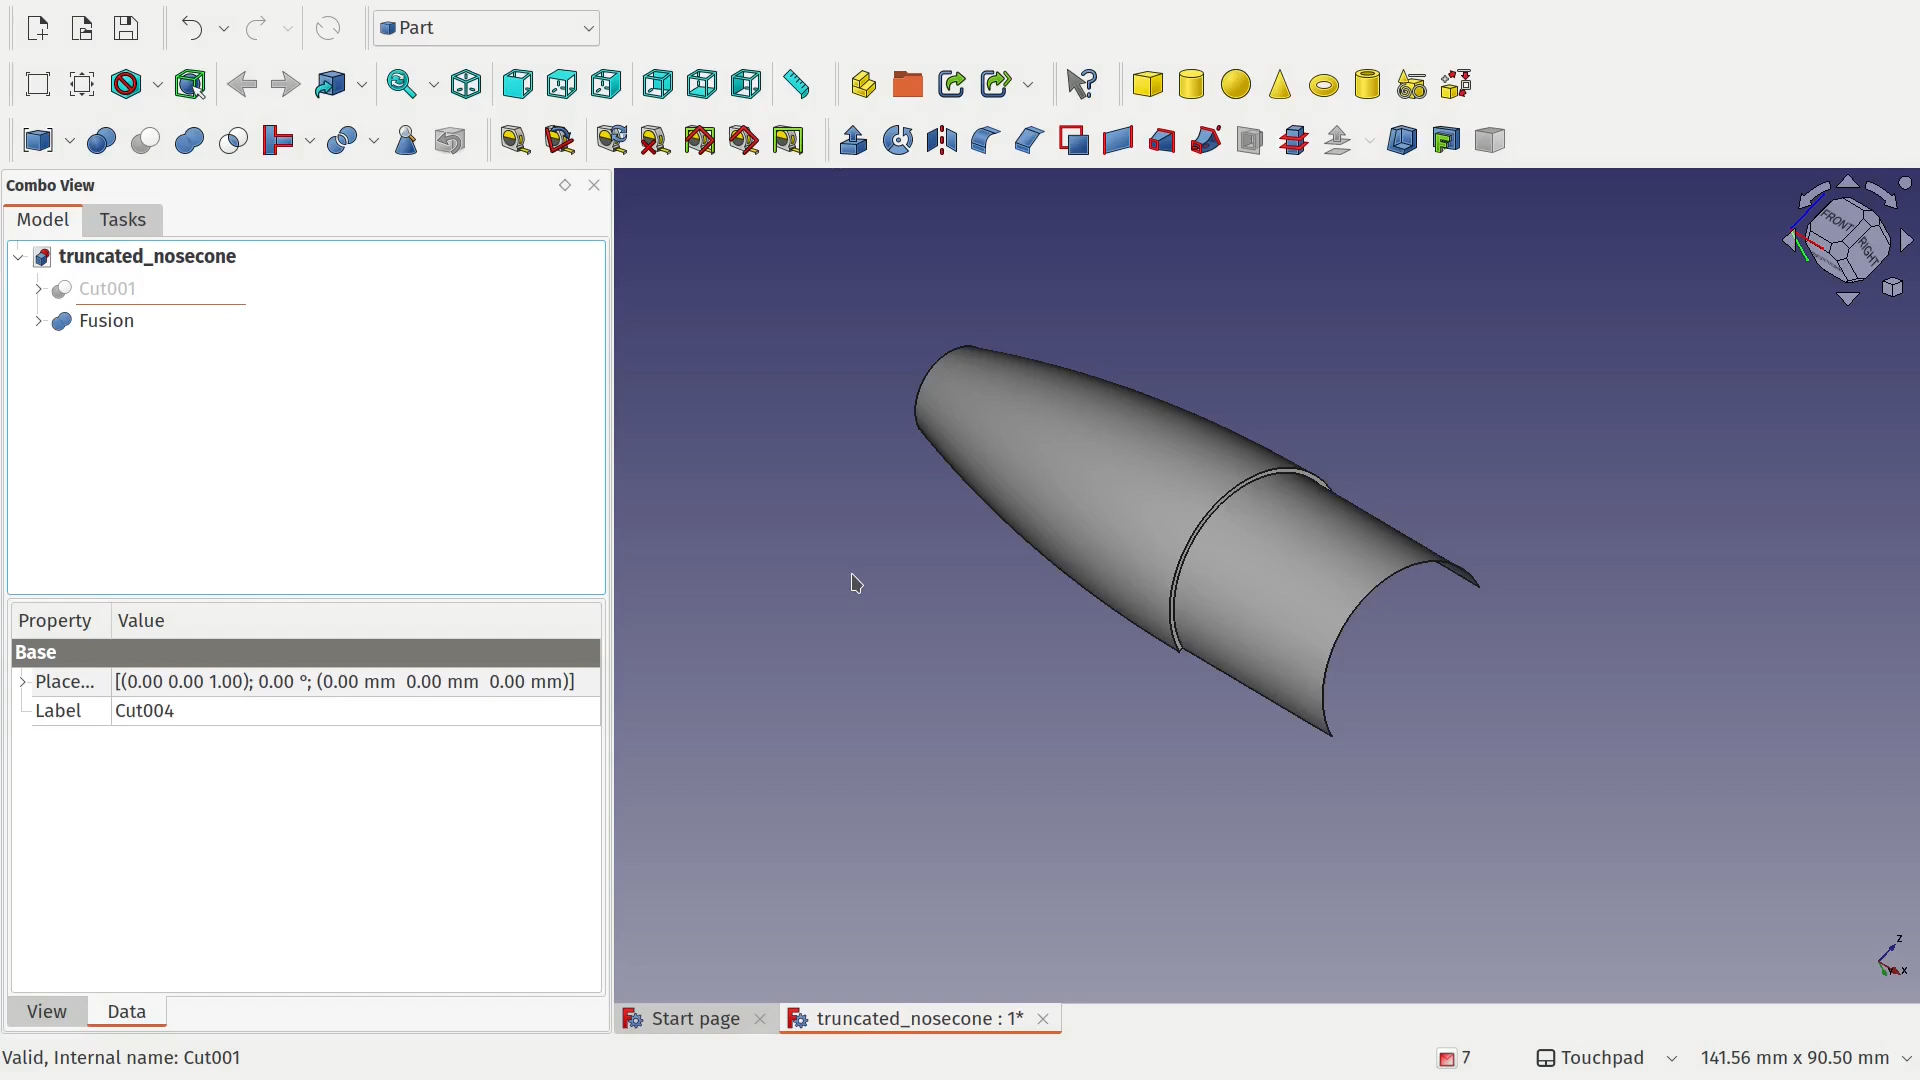 Part
Combo View
Model
Tasks
truncated_nosecone
Cut001
Fusion
Property
Value
Base
Place...
[(0.00 0.00 1.00); 0.00 °; (0.00 mm  0.00 mm  0.00 mm)]
Label
Cut004
View
Data
FRONT
RIGHT
Z
X
Start page
truncated_nosecone : 1*
Valid, Internal name: Cut001
7
Touchpad
141.56 mm x 90.50 mm